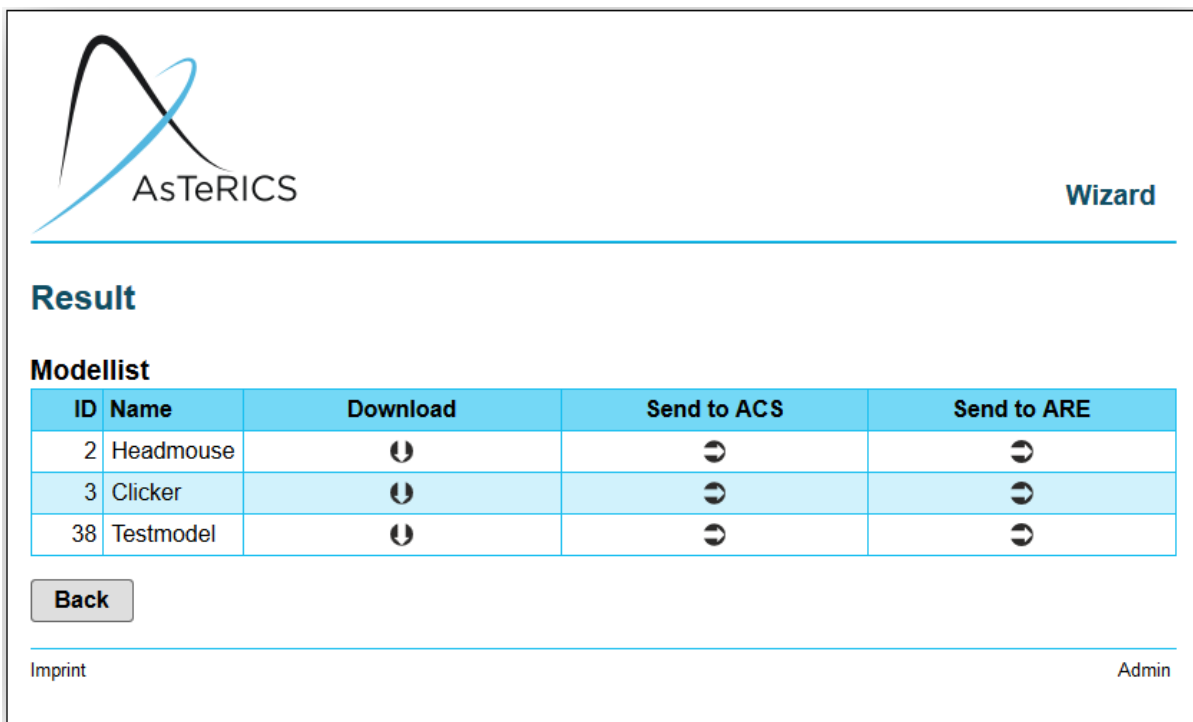 AsTeRICS
Wizard
Result
Modellist
ID Name Download Send to ACS Send to ARE
2 Headmouse
3 Clicker
38 Testmodel
Back
Imprint Admin